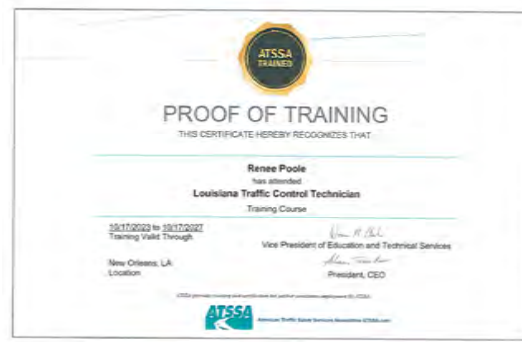 ATSSA
TRAINED
PROOF OF TRAINING
THIS CERTIFICATE HEREBY RECOGNIZES THAT
Renee Poole
has attended
Louisiana Traffic Control Technician
Training Course
10/17/2023 to 10/17/2027
Training Valid Through
Vice President of Education and Technical Services
New Orleans, LA
Location
President, CEO
ATSSA
American Traffic Safety Services Association ATSSA.com